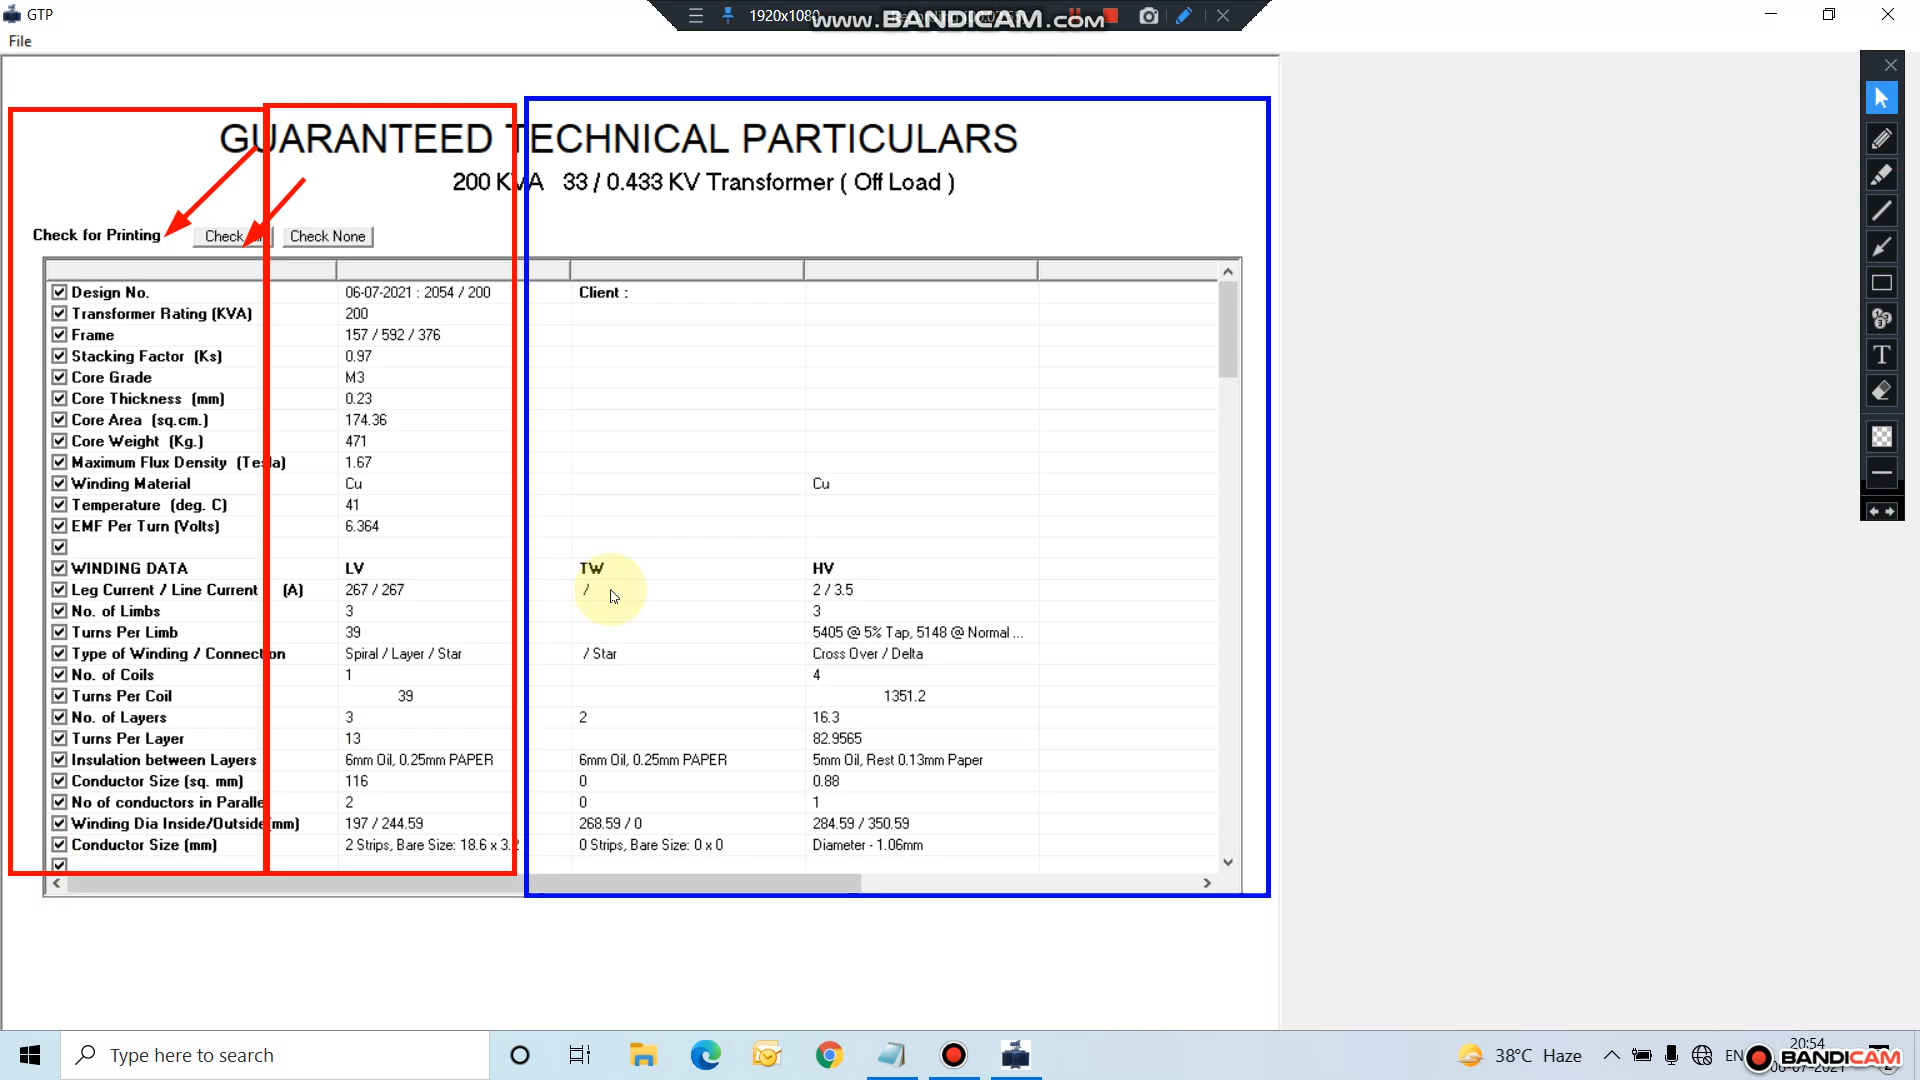 GTP
1920x1080
www.BANDICAM.com
File
GUARANTEED TECHNICAL PARTICULARS
200 KVA 33 / 0.433 KV Transformer ( Off Load )
Check for Printing
Check
Check None
Design No. 06-07-2021 : 2054 / 200 Client :
Transformer Rating (KVA) 200
Frame 157 / 592 / 376
Stacking Factor (Ks) 0.97
Core Grade M3
Core Thickness (mm) 0.23
Core Area (sq.cm.) 174.36
Core Weight (Kg.) 471
Maximum Flux Density (Tesla) 1.67
Winding Material Cu Cu
Temperature (deg. C) 41
EMF Per Turn (Volts) 6.364
WINDING DATA LV TW HV
Leg Current / Line Current (A) 267 / 267 / 2 / 3.5
No. of Limbs 3 3
Turns Per Limb 39 5405 @ 5% Tap, 5148 @ Normal ...
Type of Winding / Connection Spiral / Layer / Star / Star Cross Over / Delta
No. of Coils 1 4
Turns Per Coil 39 1351.2
No. of Layers 3 2 16.3
Turns Per Layer 13 82.9565
Insulation between Layers 6mm Oil, 0.25mm PAPER 6mm Oil, 0.25mm PAPER 5mm Oil, Rest 0.13mm Paper
Conductor Size (sq. mm) 116 0 0.88
No of conductors in Paralle 2 0 1
Winding Dia Inside/Outside(mm) 197 / 244.59 268.59 / 0 284.59 / 350.59
Conductor Size (mm) 2 Strips, Bare Size: 18.6 x 3.2 0 Strips, Bare Size: 0 x 0 Diameter - 1.06mm
Type here to search
38°C Haze
EN
20:54
06-07-2021
BANDICAM